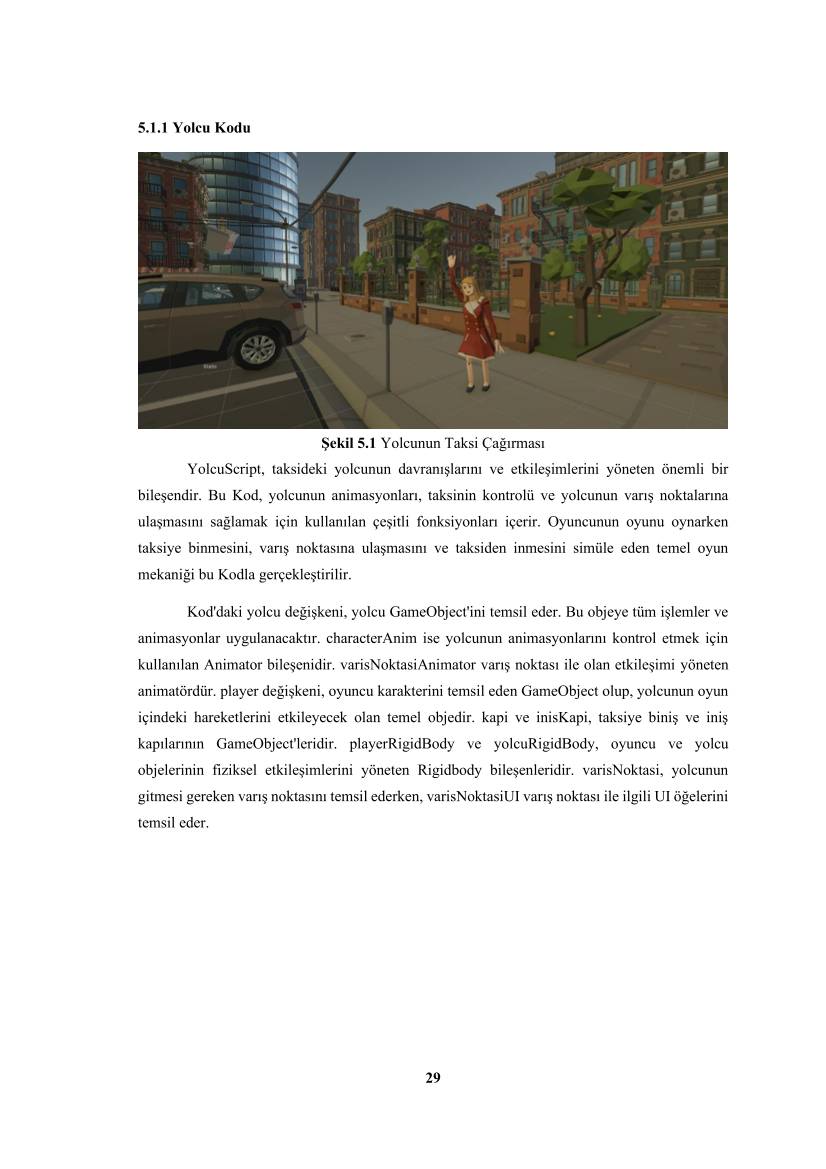 5.1.1 Yolcu Kodu
Şekil 5.1 Yolcunun Taksi Çağırması
YolcuScript, taksideki yolcunun davranışlarını ve etkileşimlerini yöneten önemli bir
bileşendir. Bu Kod, yolcunun animasyonları, taksinin kontrolü ve yolcunun varış noktalarına
ulaşmasını sağlamak için kullanılan çeşitli fonksiyonları içerir. Oyuncunun oyunu oynarken
taksiye binmesini, varış noktasına ulaşmasını ve taksiden inmesini simüle eden temel oyun
mekaniği bu Kodla gerçekleştirilir.
Kod'daki yolcu değişkeni, yolcu GameObject'ini temsil eder. Bu objeye tüm işlemler ve
animasyonlar uygulanacaktır. characterAnim ise yolcunun animasyonlarını kontrol etmek için
kullanılan Animator bileşenidir. varisNoktasiAnimator varış noktası ile olan etkileşimi yöneten
animatördür. player değişkeni, oyuncu karakterini temsil eden GameObject olup, yolcunun oyun
içindeki hareketlerini etkileyecek olan temel objedir. kapi ve inisKapi, taksiye biniş ve iniş
kapılarının GameObject'leridir. playerRigidBody ve yolcuRigidBody, oyuncu ve yolcu
objelerinin fiziksel etkileşimlerini yöneten Rigidbody bileşenleridir. varisNoktasi, yolcunun
gitmesi gereken varış noktasını temsil ederken, varisNoktasiUI varış noktası ile ilgili UI öğelerini
temsil eder.
29